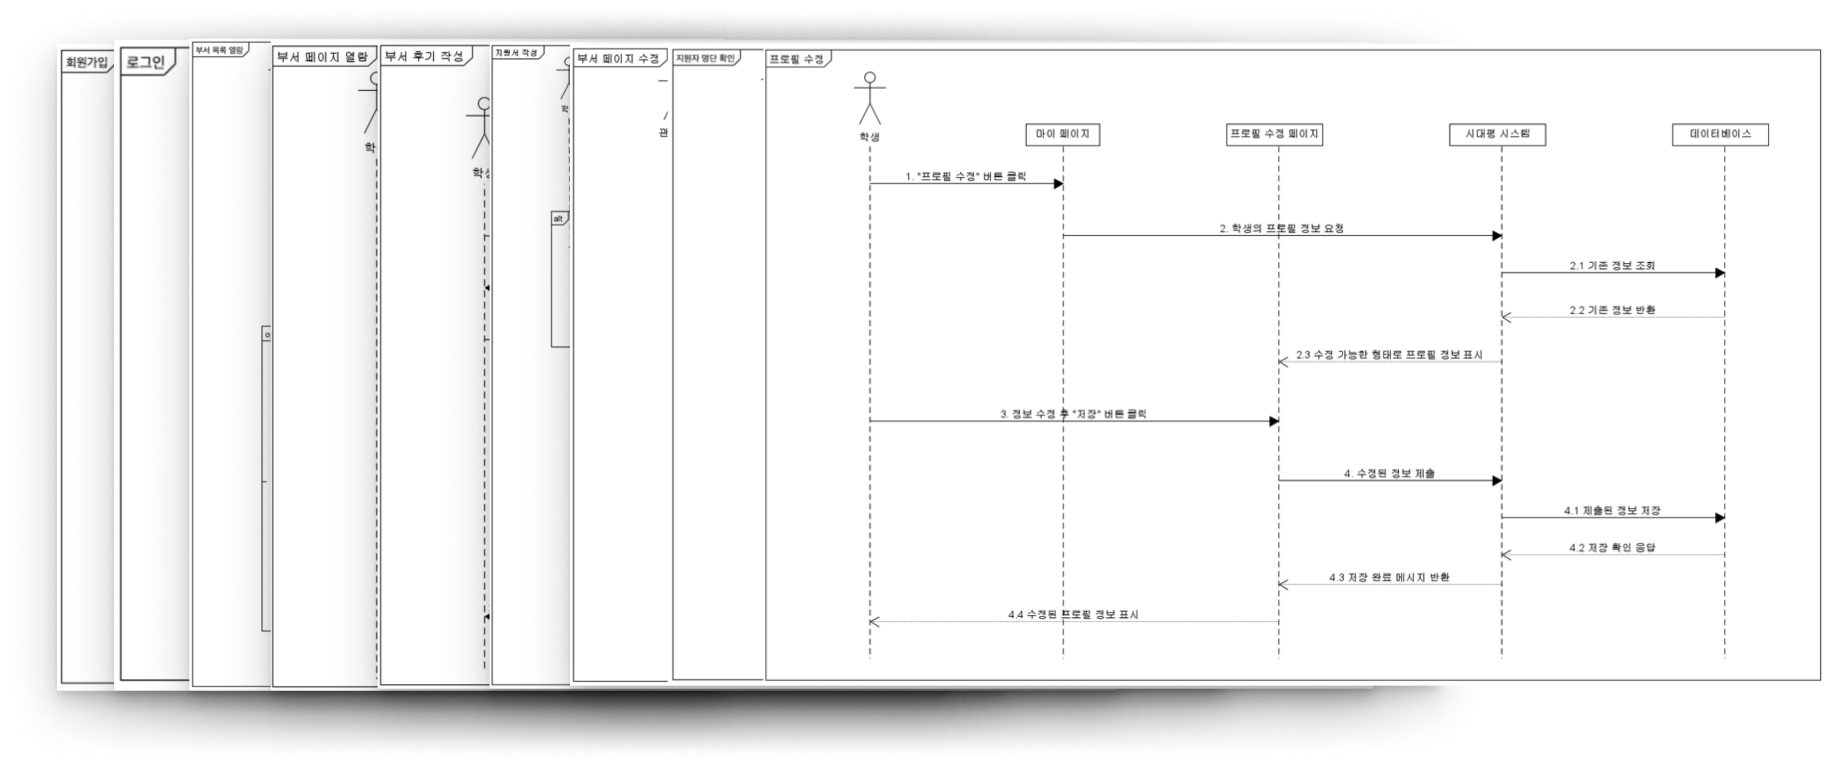 회원가입
로그인
부서 목록 열람
부서 페이지 열람
부서 후기 작성
지원서 작성
부서 페이지 수정
지원자 명단 확인
프로필 수정
학
학생
alt
관
학생
마이 페이지
프로필 수정 페이지
시대평 시스템
데이터베이스
1. "프로필 수정" 버튼 클릭
2. 학생의 프로필 정보 요청
2.1 기존 정보 조회
2.2 기존 정보 반환
2.3 수정 가능한 형태로 프로필 정보 표시
3. 정보 수정 후 "저장" 버튼 클릭
4. 수정된 정보 제출
4.1 제출된 정보 저장
4.2 저장 확인 응답
4.3 저장 완료 메시지 반환
4.4 수정된 프로필 정보 표시